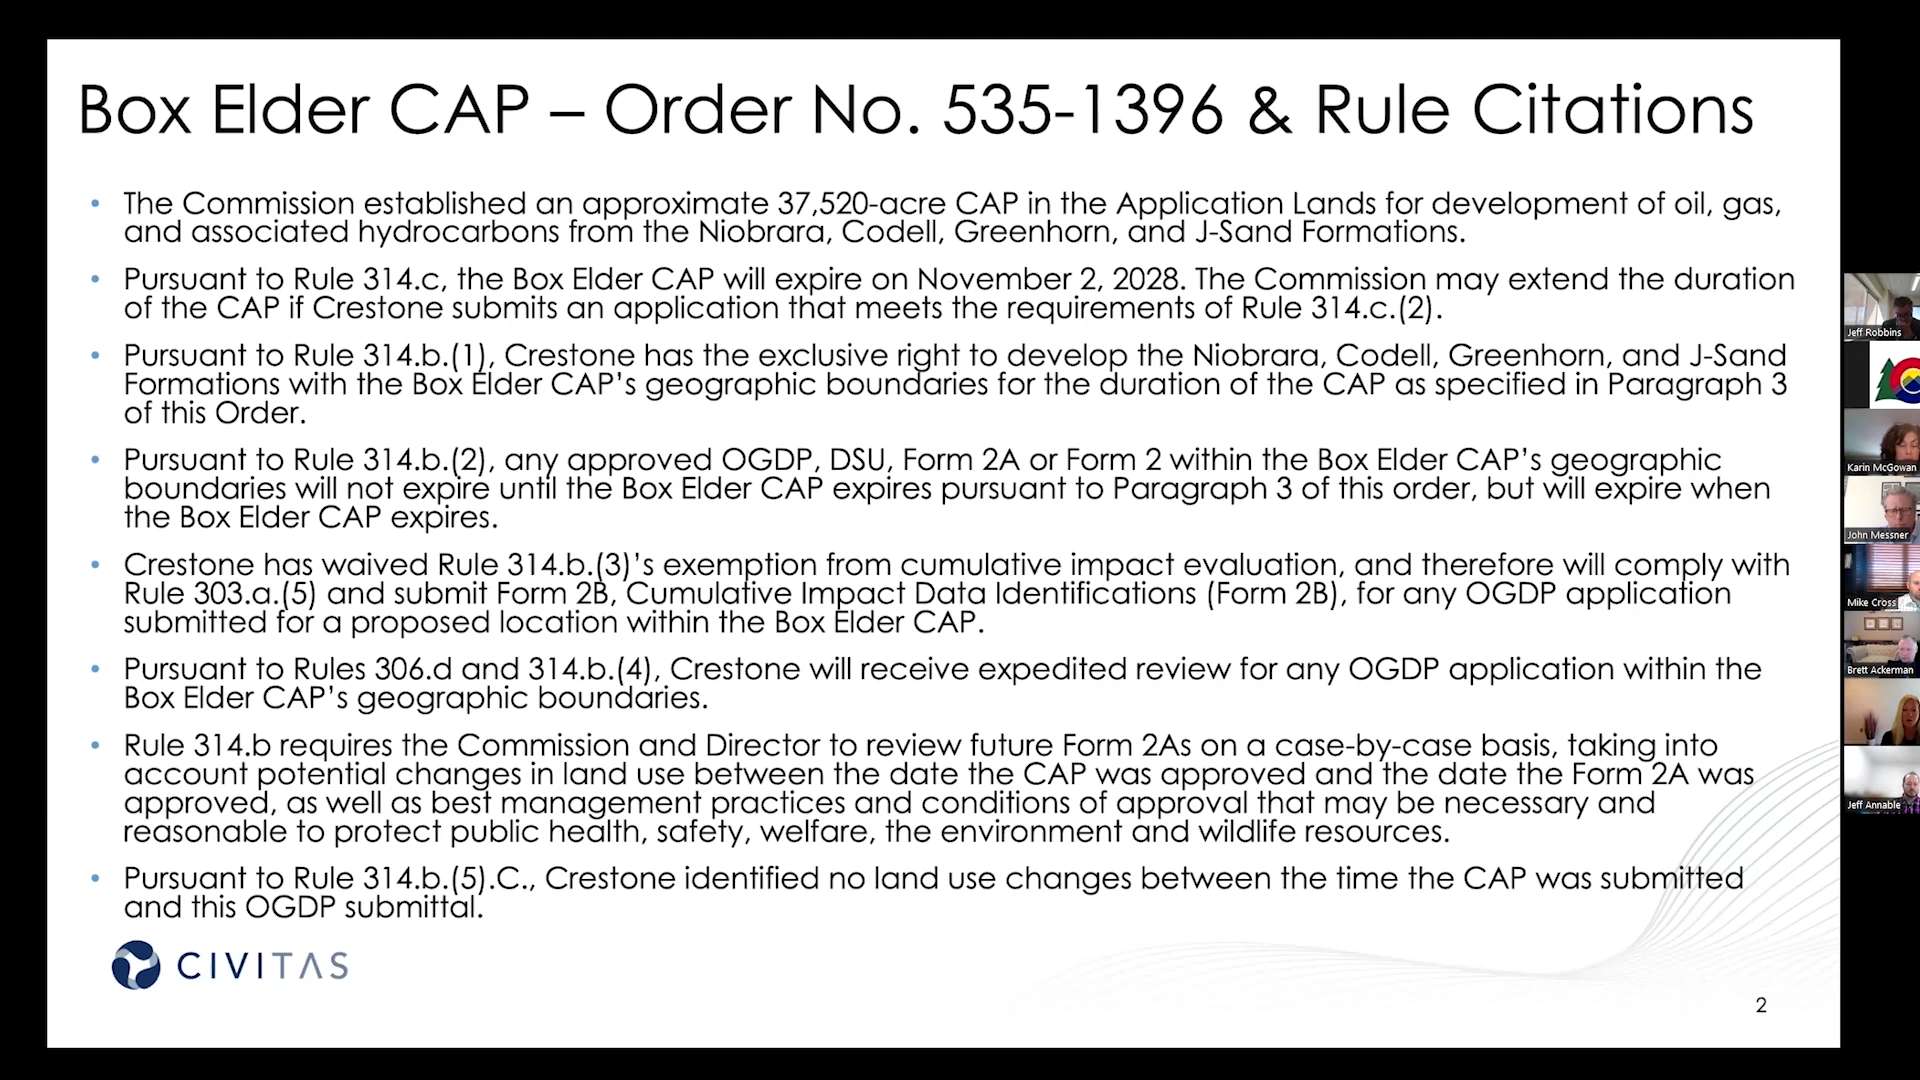 Box Elder CAP – Order No. 535-1396 & Rule Citations
• The Commission established an approximate 37,520-acre CAP in the Application Lands for development of oil, gas,
and associated hydrocarbons from the Niobrara, Codell, Greenhorn, and J-Sand Formations.
• Pursuant to Rule 314.c, the Box Elder CAP will expire on November 2, 2028. The Commission may extend the duration
of the CAP if Crestone submits an application that meets the requirements of Rule 314.c.(2).
• Pursuant to Rule 314.b.(1), Crestone has the exclusive right to develop the Niobrara, Codell, Greenhorn, and J-Sand
Formations with the Box Elder CAP's geographic boundaries for the duration of the CAP as specified in Paragraph 3
of this Order.
• Pursuant to Rule 314.b.(2), any approved OGDP, DSU, Form 2A or Form 2 within the Box Elder CAP's geographic
boundaries will not expire until the Box Elder CAP expires pursuant to Paragraph 3 of this order, but will expire when
the Box Elder CAP expires.
• Crestone has waived Rule 314.b.(3)'s exemption from cumulative impact evaluation, and therefore will comply with
Rule 303.a.(5) and submit Form 2B, Cumulative Impact Data Identifications (Form 2B), for any OGDP application
submitted for a proposed location within the Box Elder CAP.
• Pursuant to Rules 306.d and 314.b.(4), Crestone will receive expedited review for any OGDP application within the
Box Elder CAP's geographic boundaries.
• Rule 314.b requires the Commission and Director to review future Form 2As on a case-by-case basis, taking into
account potential changes in land use between the date the CAP was approved and the date the Form 2A was
approved, as well as best management practices and conditions of approval that may be necessary and
reasonable to protect public health, safety, welfare, the environment and wildlife resources.
• Pursuant to Rule 314.b.(5).C., Crestone identified no land use changes between the time the CAP was submitted
and this OGDP submittal.
CIVITAS
2
Jeff Robbins
Karin McGowan
John Messner
Mike Cross
Brett Ackerman
Jeff Annable